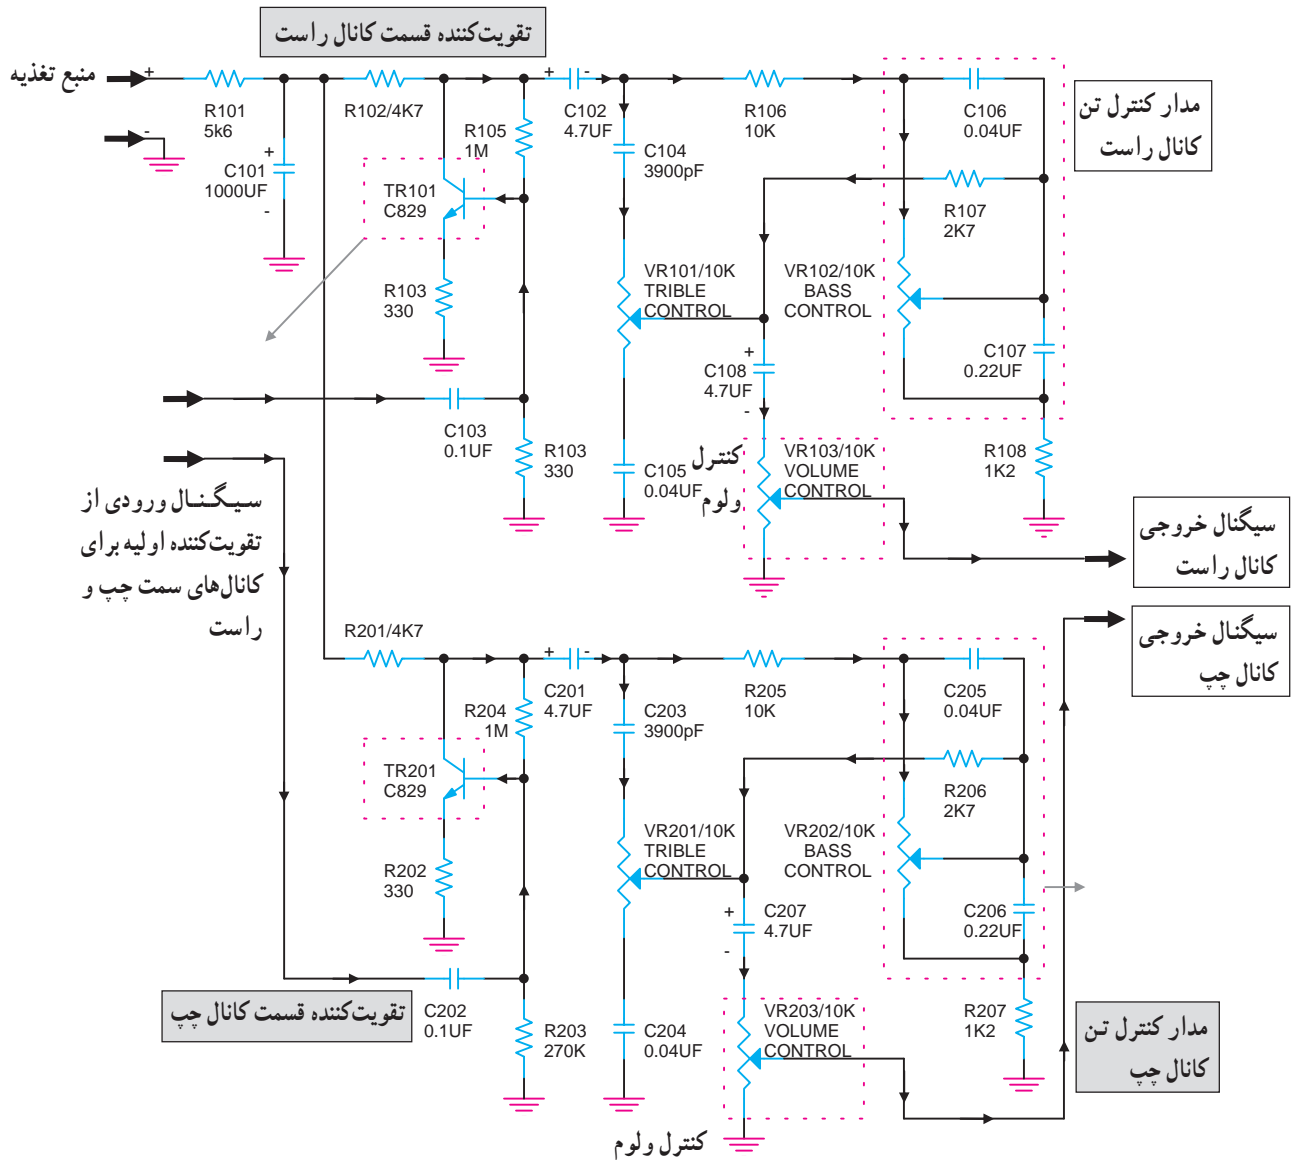 تقویت‌کننده قسمت کانال راست
منبع تغذیه
+
-
R101
5k6
R102/4K7
C101
1000UF
+
-
R105
1M
TR101
C829
R103
330
+
-
C102
4.7UF
C104
3900pF
R106
10K
C106
0.04UF
مدار کنترل تن
کانال راست
R107
2K7
VR101/10K
TRIBLE
CONTROL
VR102/10K
BASS
CONTROL
C107
0.22UF
+
C108
4.7UF
-
C103
0.1UF
R103
330
C105
0.04UF
کنترل
ولوم
VR103/10K
VOLUME
CONTROL
R108
1K2
سیگنال ورودی از
تقویت‌کننده اولیه برای
کانال‌های سمت چپ و
راست
سیگنال خروجی
کانال راست
سیگنال خروجی
کانال چپ
R201/4K7
+
-
C201
4.7UF
R204
1M
C203
3900pF
R205
10K
C205
0.04UF
TR201
C829
R206
2K7
R202
330
VR201/10K
TRIBLE
CONTROL
VR202/10K
BASS
CONTROL
+
C207
4.7UF
-
C206
0.22UF
تقویت‌کننده قسمت کانال چپ
C202
0.1UF
R203
270K
C204
0.04UF
VR203/10K
VOLUME
CONTROL
R207
1K2
مدار کنترل تن
کانال چپ
کنترل ولوم